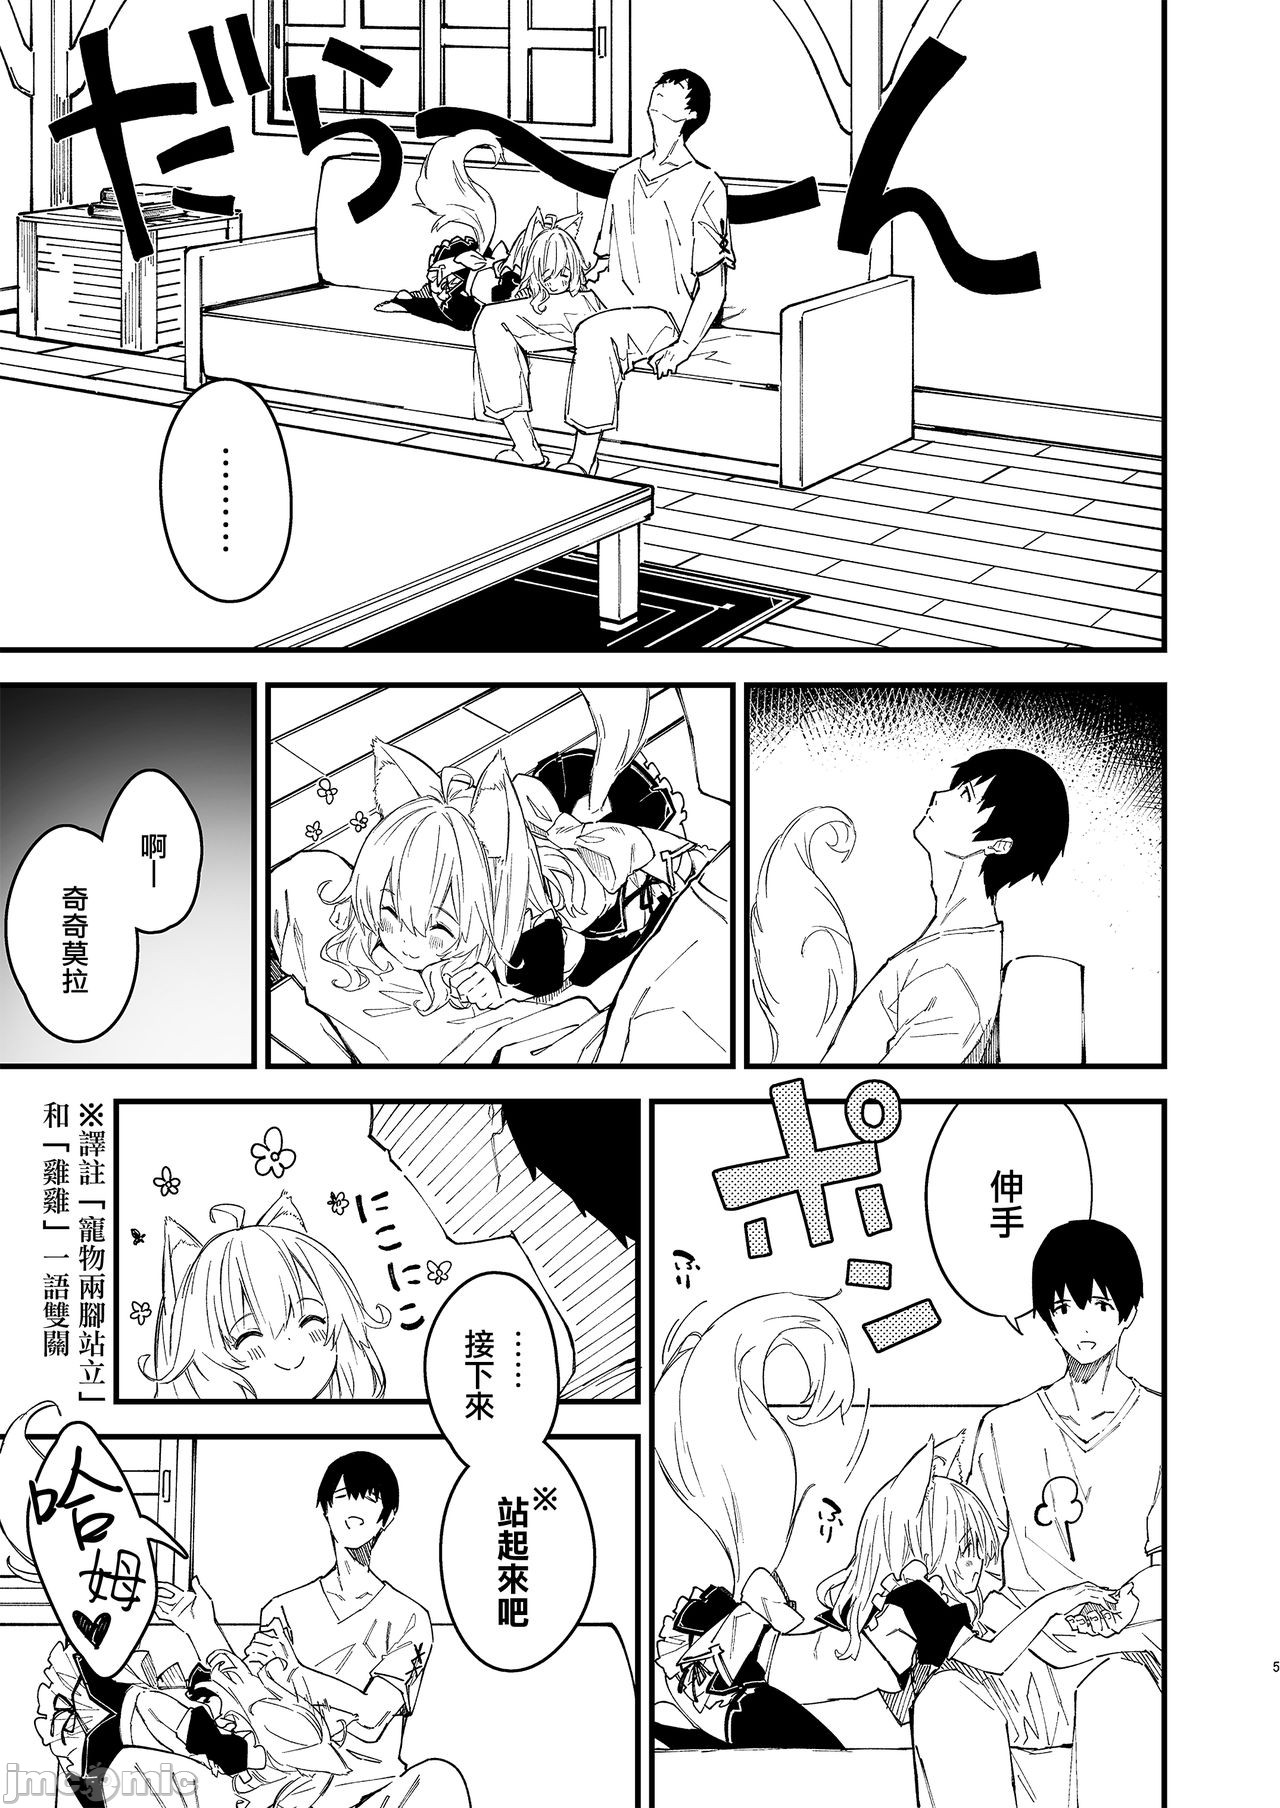 だら〜ん
………
啊—
奇奇莫拉
伸手
ポン
ふり
ふり
にこにこ
……
接下來
※
站起來吧
※譯註「寵物兩腳站立」
和「雞雞」一語雙關
哈姆♥
5
jmcomic